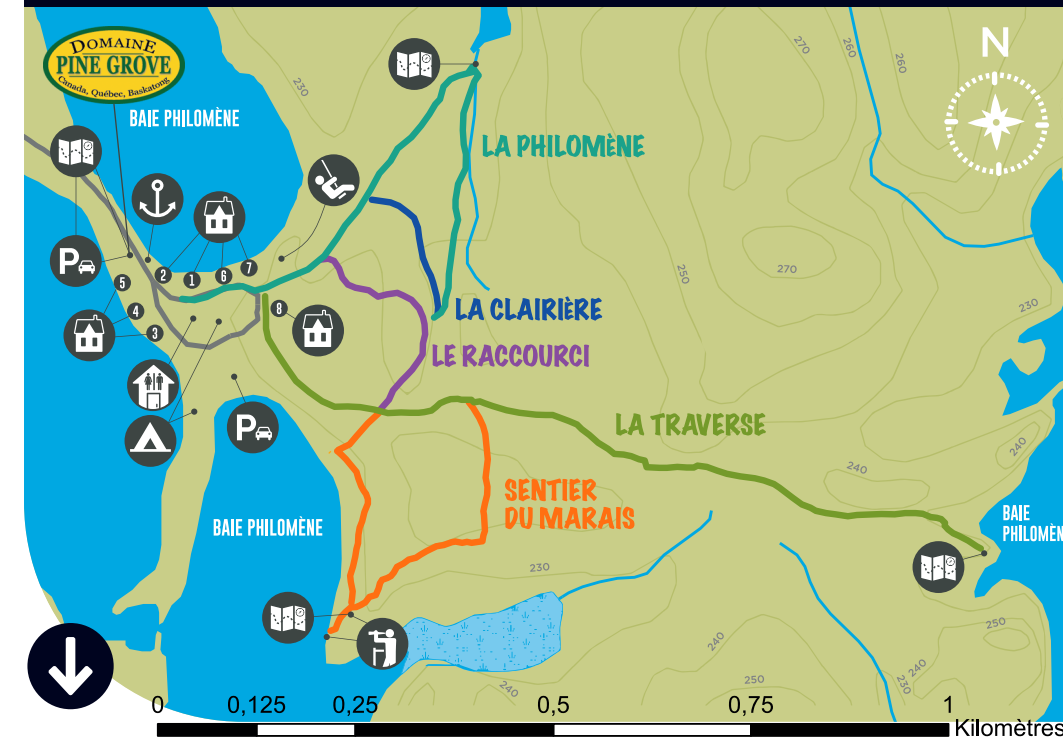 DOMAINE
PINE GROVE
Canada, Québec, Baskatong
BAIE PHILOMÈNE
N
230
270
260
260
LA PHILOMÈNE
P
2
1
6
7
5
4
3
8
250
270
230
LA CLAIRIÈRE
LE RACCOURCI
P
LA TRAVERSE
240
240
SENTIER
DU MARAIS
BAIE PHILOMÈNE
BAIE
PHILOMÈN
230
250
240
240
230
250
240
0
0,125
0,25
0,5
0,75
1
Kilomètres